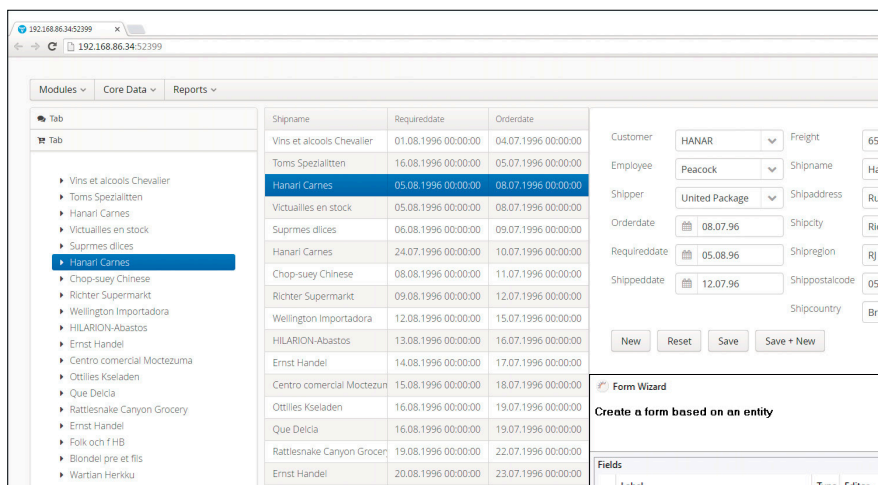 192.168.86.34:52399
192.168.86.34:52399
Modules
Core Data
Reports
Tab
Tab
Vins et alcools Chevalier
Toms Spezialitten
Hanari Carnes
Victuailles en stock
Suprmes dlices
Hanari Carnes
Chop-suey Chinese
Richter Supermarkt
Wellington Importadora
HILARION-Abastos
Ernst Handel
Centro comercial Moctezuma
Ottilies Kseladen
Que Delcia
Rattlesnake Canyon Grocery
Ernst Handel
Folk och f HB
Blondel pre et fils
Wartian Herkku
Shipname Requireddate Orderdate
Vins et alcools Chevalier 01.08.1996 00:00:00 04.07.1996 00:00:00
Toms Spezialitten 16.08.1996 00:00:00 05.07.1996 00:00:00
Hanari Carnes 05.08.1996 00:00:00 08.07.1996 00:00:00
Victuailles en stock 05.08.1996 00:00:00 08.07.1996 00:00:00
Suprmes dlices 06.08.1996 00:00:00 09.07.1996 00:00:00
Hanari Carnes 24.07.1996 00:00:00 10.07.1996 00:00:00
Chop-suey Chinese 08.08.1996 00:00:00 11.07.1996 00:00:00
Richter Supermarkt 09.08.1996 00:00:00 12.07.1996 00:00:00
Wellington Importadora 12.08.1996 00:00:00 15.07.1996 00:00:00
HILARION-Abastos 13.08.1996 00:00:00 16.07.1996 00:00:00
Ernst Handel 14.08.1996 00:00:00 17.07.1996 00:00:00
Centro comercial Moctezun 15.08.1996 00:00:00 18.07.1996 00:00:00
Ottilies Kseladen 16.08.1996 00:00:00 19.07.1996 00:00:00
Que Delcia 16.08.1996 00:00:00 19.07.1996 00:00:00
Rattlesnake Canyon Grocer 19.08.1996 00:00:00 22.07.1996 00:00:00
Ernst Handel 20.08.1996 00:00:00 23.07.1996 00:00:00
Customer HANAR Freight 65
Employee Peacock Shipname Ha
Shipper United Package Shipaddress Ru
Orderdate 08.07.96 Shipcity Rio
Requireddate 05.08.96 Shipregion RJ
Shippeddate 12.07.96 Shippostalcode 05
Shipcountry Br
New Reset Save Save + New
Form Wizard
Create a form based on an entity
Fields
Label Type Editor